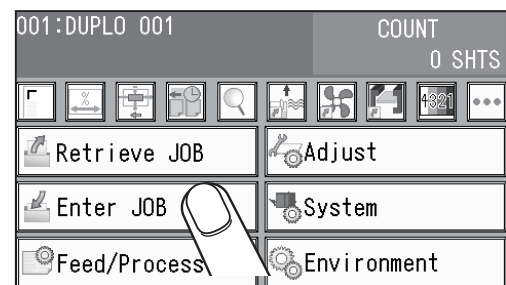 001:DUPLO 001
COUNT
0 SHTS
%
4321
Retrieve JOB
Adjust
Enter JOB
System
Feed/Process
Environment